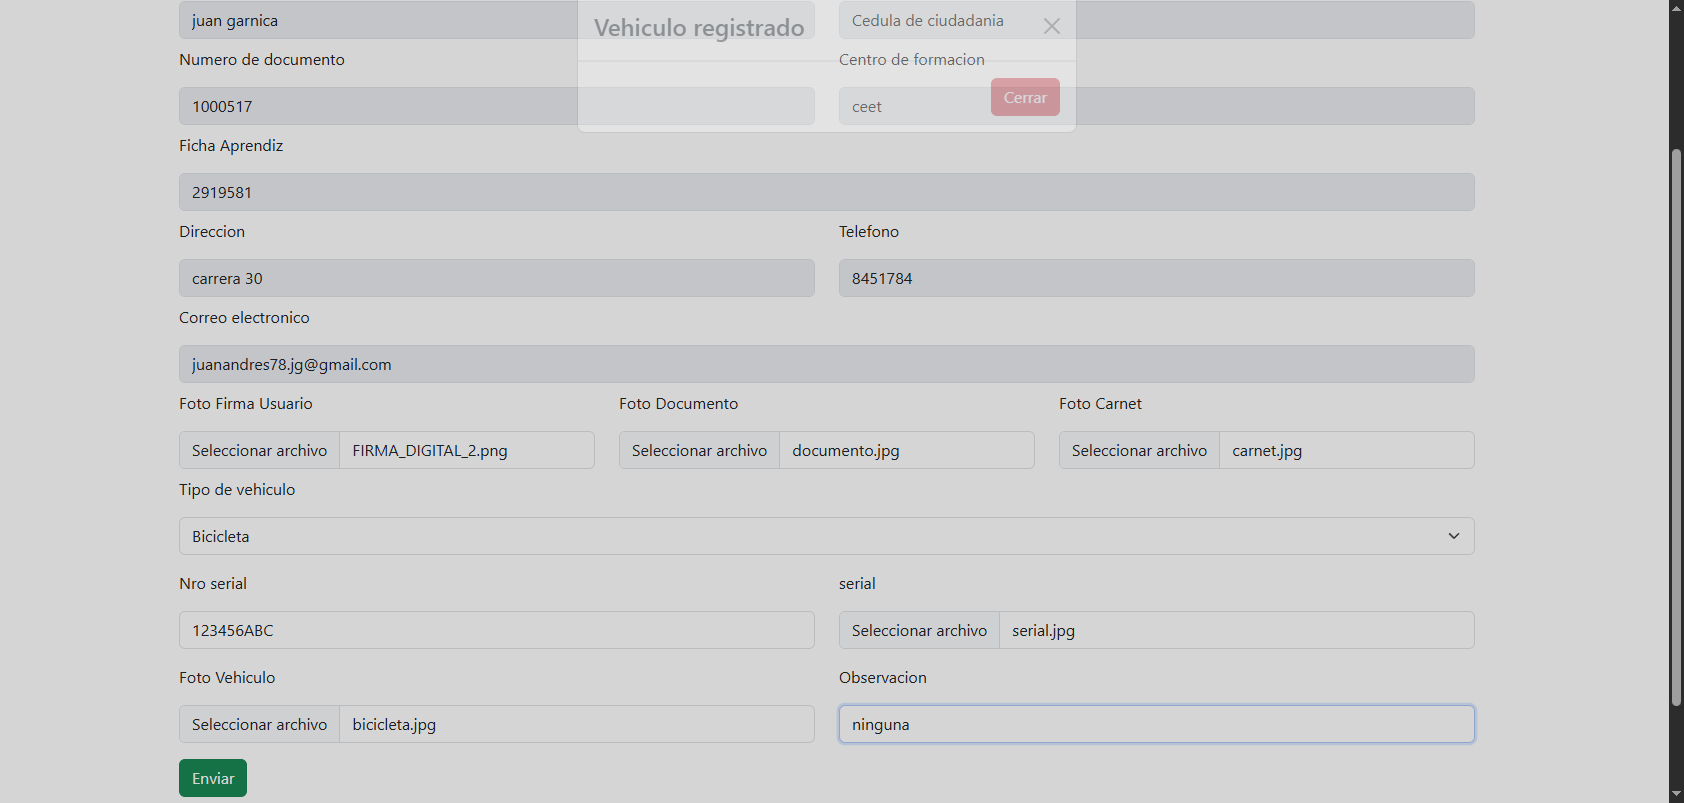 juan garnica
Vehiculo registrado
Cedula de ciudadania
Numero de documento
Centro de formacion
1000517
ceet
Cerrar
Ficha Aprendiz
2919581
Direccion
Telefono
carrera 30
8451784
Correo electronico
juanandres78.jg@gmail.com
Foto Firma Usuario
Foto Documento
Foto Carnet
Seleccionar archivo FIRMA_DIGITAL_2.png
Seleccionar archivo documento.jpg
Seleccionar archivo carnet.jpg
Tipo de vehiculo
Bicicleta
Nro serial
serial
123456ABC
Seleccionar archivo serial.jpg
Foto Vehiculo
Observacion
Seleccionar archivo bicicleta.jpg
ninguna
Enviar